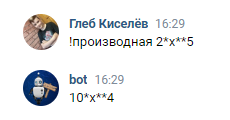 Глеб Киселёв 16:29
!производная 2*x**5
bot 16:29
10*x**4